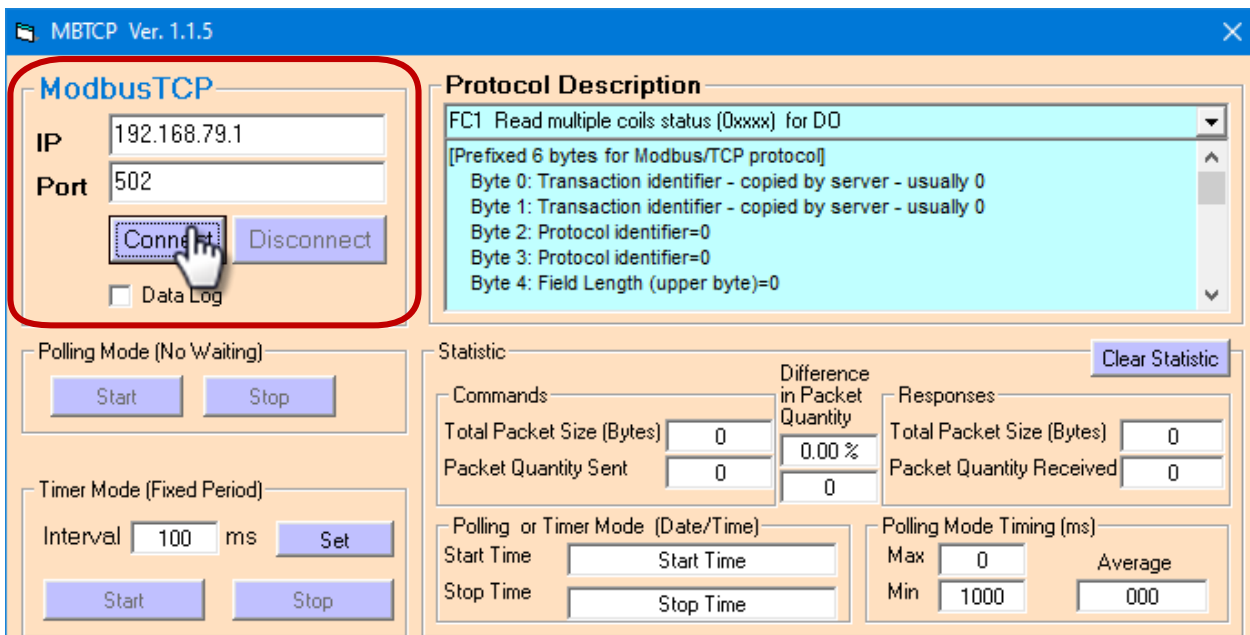 MBTCP Ver. 1.1.5
ModbusTCP
IP 192.168.79.1
Port 502
Connect Disconnect
Data Log
Protocol Description
FC1 Read multiple coils status (0xxxx) for DO
[Prefixed 6 bytes for Modbus/TCP protocol]
Byte 0: Transaction identifier - copied by server - usually 0
Byte 1: Transaction identifier - copied by server - usually 0
Byte 2: Protocol identifier=0
Byte 3: Protocol identifier=0
Byte 4: Field Length (upper byte)=0
Polling Mode (No Waiting)
Start Stop
Timer Mode (Fixed Period)
Interval 100 ms Set
Start Stop
Statistic
Clear Statistic
Commands
Total Packet Size (Bytes) 0
Packet Quantity Sent 0
Difference
in Packet
Quantity
0.00 %
0
Responses
Total Packet Size (Bytes) 0
Packet Quantity Received 0
Polling or Timer Mode (Date/Time)
Start Time Start Time
Stop Time Stop Time
Polling Mode Timing (ms)
Max 0
Min 1000
Average
000